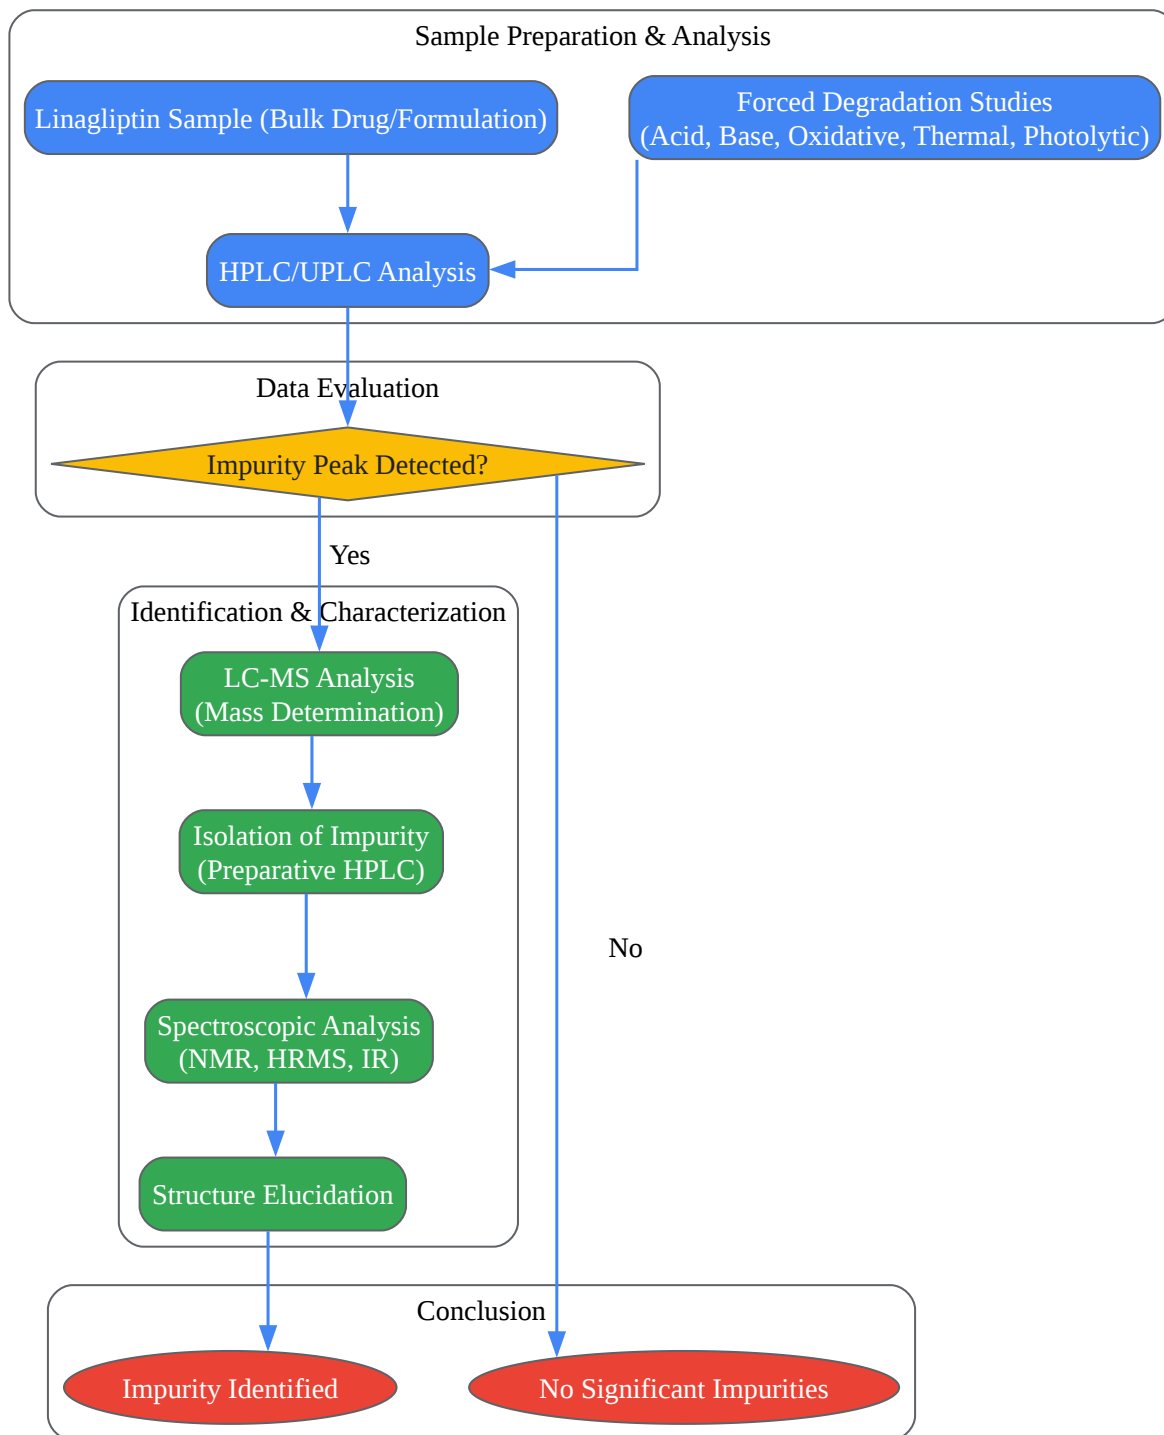 Sample Preparation & Analysis
Linagliptin Sample (Bulk Drug/Formulation)
Forced Degradation Studies
(Acid, Base, Oxidative, Thermal, Photolytic)
HPLC/UPLC Analysis
Data Evaluation
Impurity Peak Detected?
Yes
Identification & Characterization
LC-MS Analysis
(Mass Determination)
Isolation of Impurity
(Preparative HPLC)
No
Spectroscopic Analysis
(NMR, HRMS, IR)
Structure Elucidation
Conclusion
Impurity Identified
No Significant Impurities